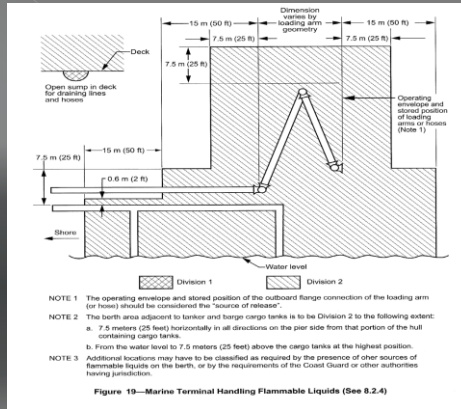 Dimension
varies by
loading arm
geometry
15 m (50 ft)
15 m (50 ft)
7.5 m (25 ft)
7.5 m (25 ft)
7.5 m (25 ft)
Deck
Open sump in deck
for draining lines
and hoses
Operating
envelope and
stored position
of loading
arms or hoses
(Note 1)
15 m (50 ft)
7.5 m (25 ft)
0.6 m (2 ft)
Shore
Water level
Division 1
Division 2
NOTE 1 The operating envelope and stored position of the outboard flange connection of the loading arm
(or hose) should be considered the "source of release".
NOTE 2 The berth area adjacent to tanker and barge cargo tanks is to be Division 2 to the following extent:
a. 7.5 meters (25 feet) horizontally in all directions on the pier side from that portion of the hull
containing cargo tanks.
b. From the water level to 7.5 meters (25 feet) above the cargo tanks at the highest position.
NOTE 3 Additional locations may have to be classified as required by the presence of oher sources of
flammable liquids on the berth, or by the requirements of the Coast Guard or other authorities
having jurisdiction.
Figure 19—Marine Terminal Handling Flammable Liquids (See 8.2.4)